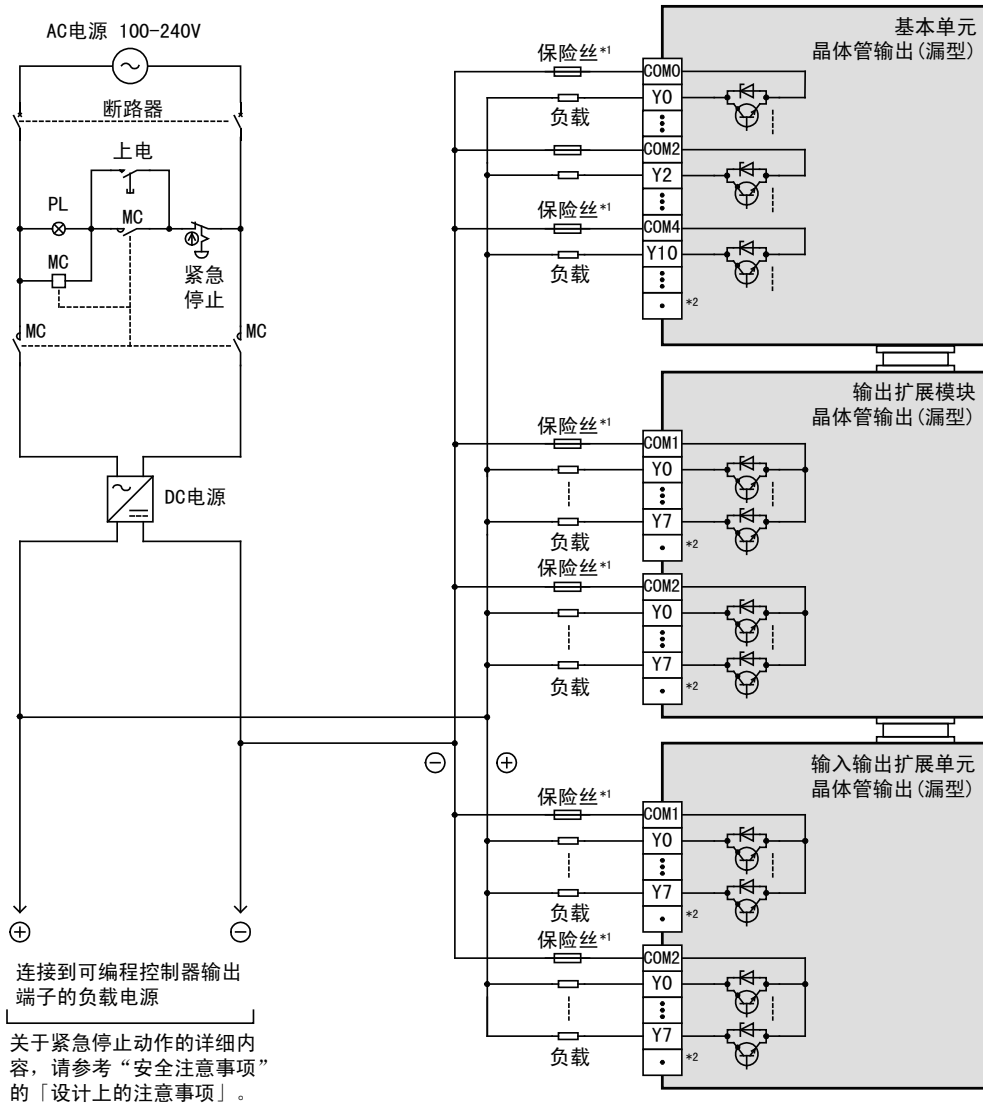 AC电源 100-240V
断路器
上电
PL
MC
MC
紧急
停止
MC
MC
DC电源
⊕
⊖
连接到可编程控制器输出
端子的负载电源
关于紧急停止动作的详细内
容，请参考“安全注意事项”
的「设计上的注意事项」。
⊖
⊕
基本单元
晶体管输出(漏型)
保险丝*1
COM0
Y0
负载
COM2
Y2
保险丝*1
COM4
Y10
负载
*2
输出扩展模块
晶体管输出(漏型)
保险丝*1
COM1
Y0
Y7
负载
*2
保险丝*1
COM2
Y0
Y7
负载
*2
输入输出扩展单元
晶体管输出(漏型)
保险丝*1
COM1
Y0
Y7
负载
*2
保险丝*1
COM2
Y0
Y7
负载
*2